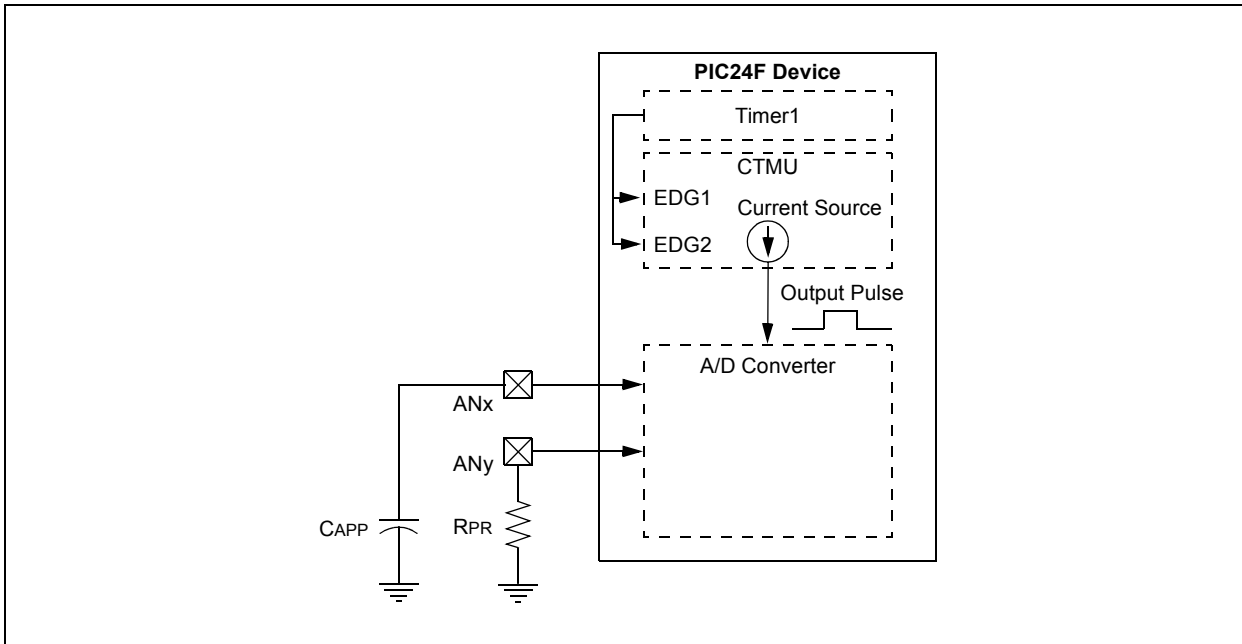 PIC24F Device
Timer1
CTMU
EDG1
Current Source
EDG2
Output Pulse
A/D Converter
ANx
ANy
CAPP
RPR